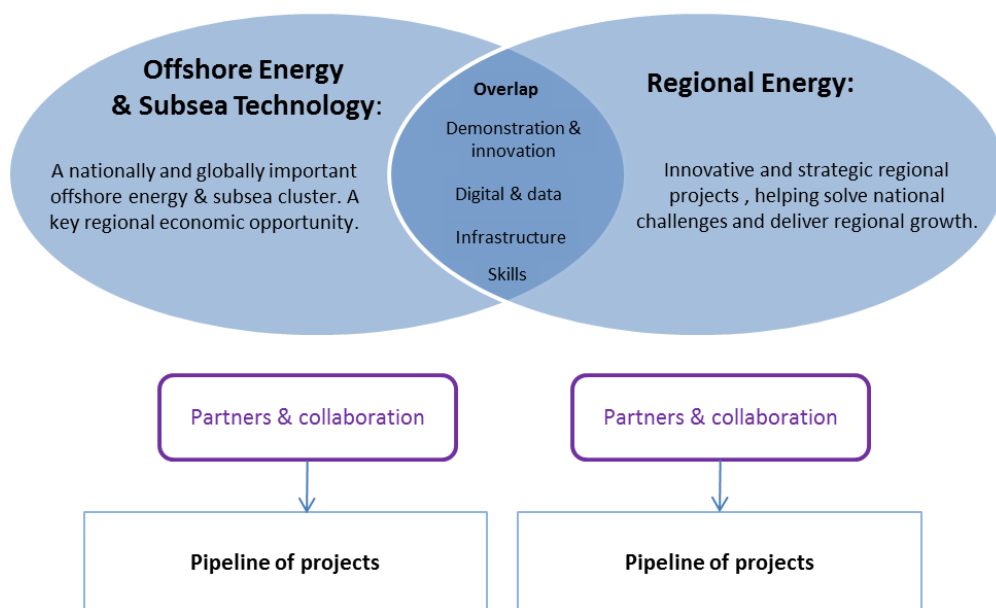 Offshore Energy
& Subsea Technology:
A nationally and globally important
offshore energy & subsea cluster. A
key regional economic opportunity.
Overlap
Demonstration &
innovation
Digital & data
Infrastructure
Skills
Regional Energy:
Innovative and strategic regional
projects , helping solve national
challenges and deliver regional growth.
Partners & collaboration
Partners & collaboration
Pipeline of projects
Pipeline of projects